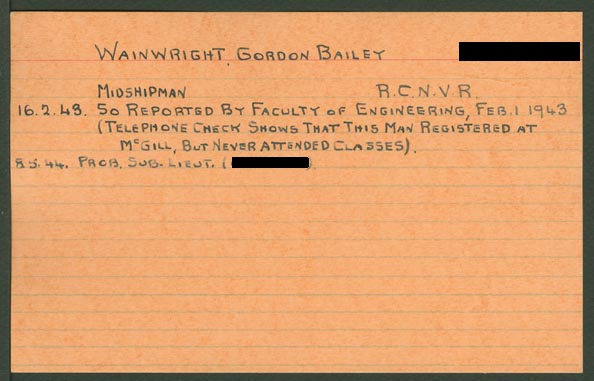 WAINWRIGHT, GORDON BAILEY
MIDSHIPMAN R.C.N.V.R.
16.2.43. SO REPORTED BY FACULTY OF ENGINEERING, FEB. 1 1943
(TELEPHONE CHECK SHOWS THAT THIS MAN REGISTERED AT
McGILL, BUT NEVER ATTENDED CLASSES).
8.5.44. PROB. SUB. LIEUT. (